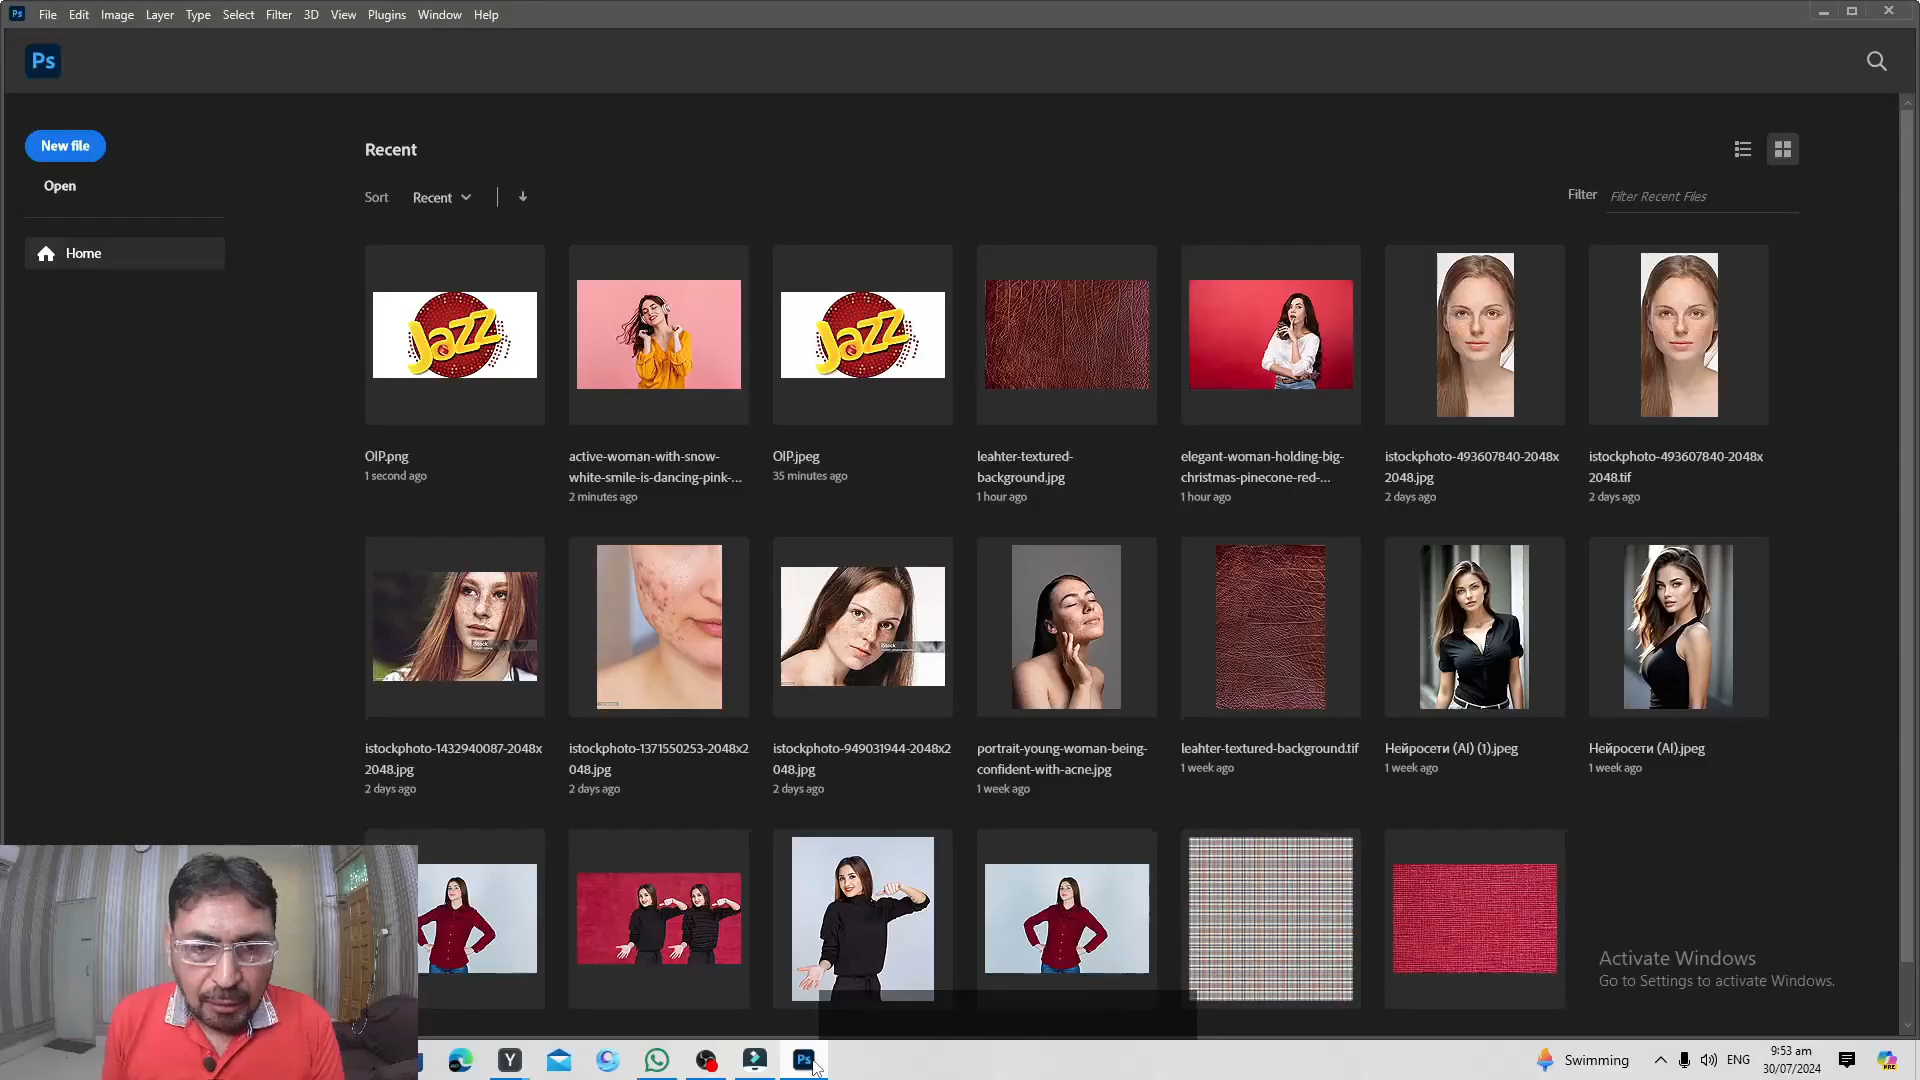 Ps File Edit Image Layer Type Select Filter 3D View Plugins Window Help
Ps
New file
Open
Home
Recent
Sort Recent
Filter Filter Recent Files
Jazz
Jazz
OIP.png
1 second ago
active-woman-with-snow-
white-smile-is-dancing-pink-...
2 minutes ago
OIP.jpeg
35 minutes ago
leahter-textured-
background.jpg
1 hour ago
elegant-woman-holding-big-
christmas-pinecone-red-...
1 hour ago
istockphoto-493607840-2048x
2048.jpg
2 days ago
istockphoto-493607840-2048x
2048.tif
2 days ago
iStock
iStock
istockphoto-1432940087-2048x
2048.jpg
2 days ago
istockphoto-1371550253-2048x2
048.jpg
2 days ago
istockphoto-949031944-2048x2
048.jpg
2 days ago
portrait-young-woman-being-
confident-with-acne.jpg
1 week ago
leahter-textured-background.tif
1 week ago
Нейросети (AI) (1).jpeg
1 week ago
Нейросети (AI).jpeg
1 week ago
Activate Windows
Go to Settings to activate Windows.
Y
Ps
Swimming
ENG
9:53 am
30/07/2024
PRE